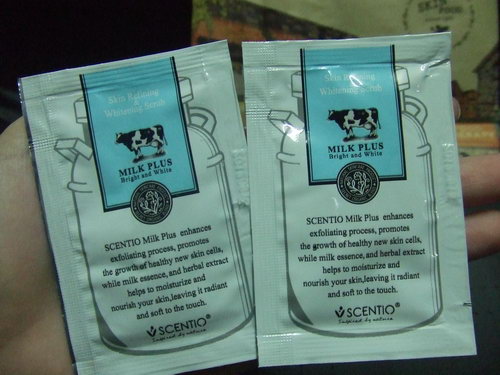 Skin Refining
&
Whitening Scrub
MILK PLUS
Bright and White
SCENTIO Milk Plus enhances
exfoliating process, promotes
the growth of healthy new skin cells,
while milk essence, and herbal extract
helps to moisturize and
nourish your skin,leaving it radiant
and soft to the touch.
SCENTIO®
Inspired by nature
Skin Refining
&
Whitening Scrub
MILK PLUS
Bright and White
SCENTIO Milk Plus enhances
exfoliating process, promotes
the growth of healthy new skin cells,
while milk essence, and herbal extract
helps to moisturize and
nourish your skin,leaving it radiant
and soft to the touch.
SCENTIO®
Inspired by nature